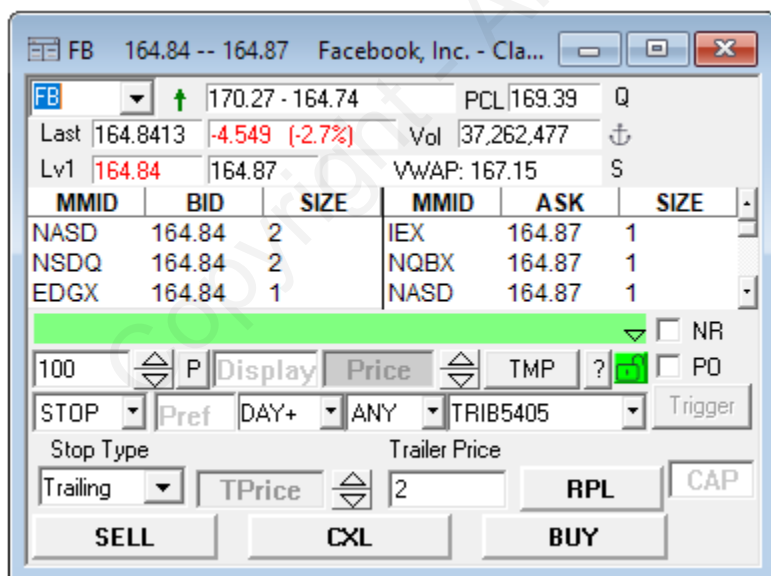 FB 164.84 -- 164.87 Facebook, Inc. - Cla...
FB 170.27 - 164.74 PCL 169.39 Q
Last 164.8413 -4.549 (-2.7%) Vol 37,262,477
Lv1 164.84 164.87 VWAP: 167.15 S
MMID BID SIZE MMID ASK SIZE
NASD 164.84 2 IEX 164.87 1
NSDQ 164.84 2 NQBX 164.87 1
EDGX 164.84 1 NASD 164.87 1
NR
100 P Display Price TMP ? PO
STOP Pref DAY+ ANY TRIB5405 Trigger
Stop Type Trailer Price
Trailing TPrice 2 RPL CAP
SELL CXL BUY
Copyright - A